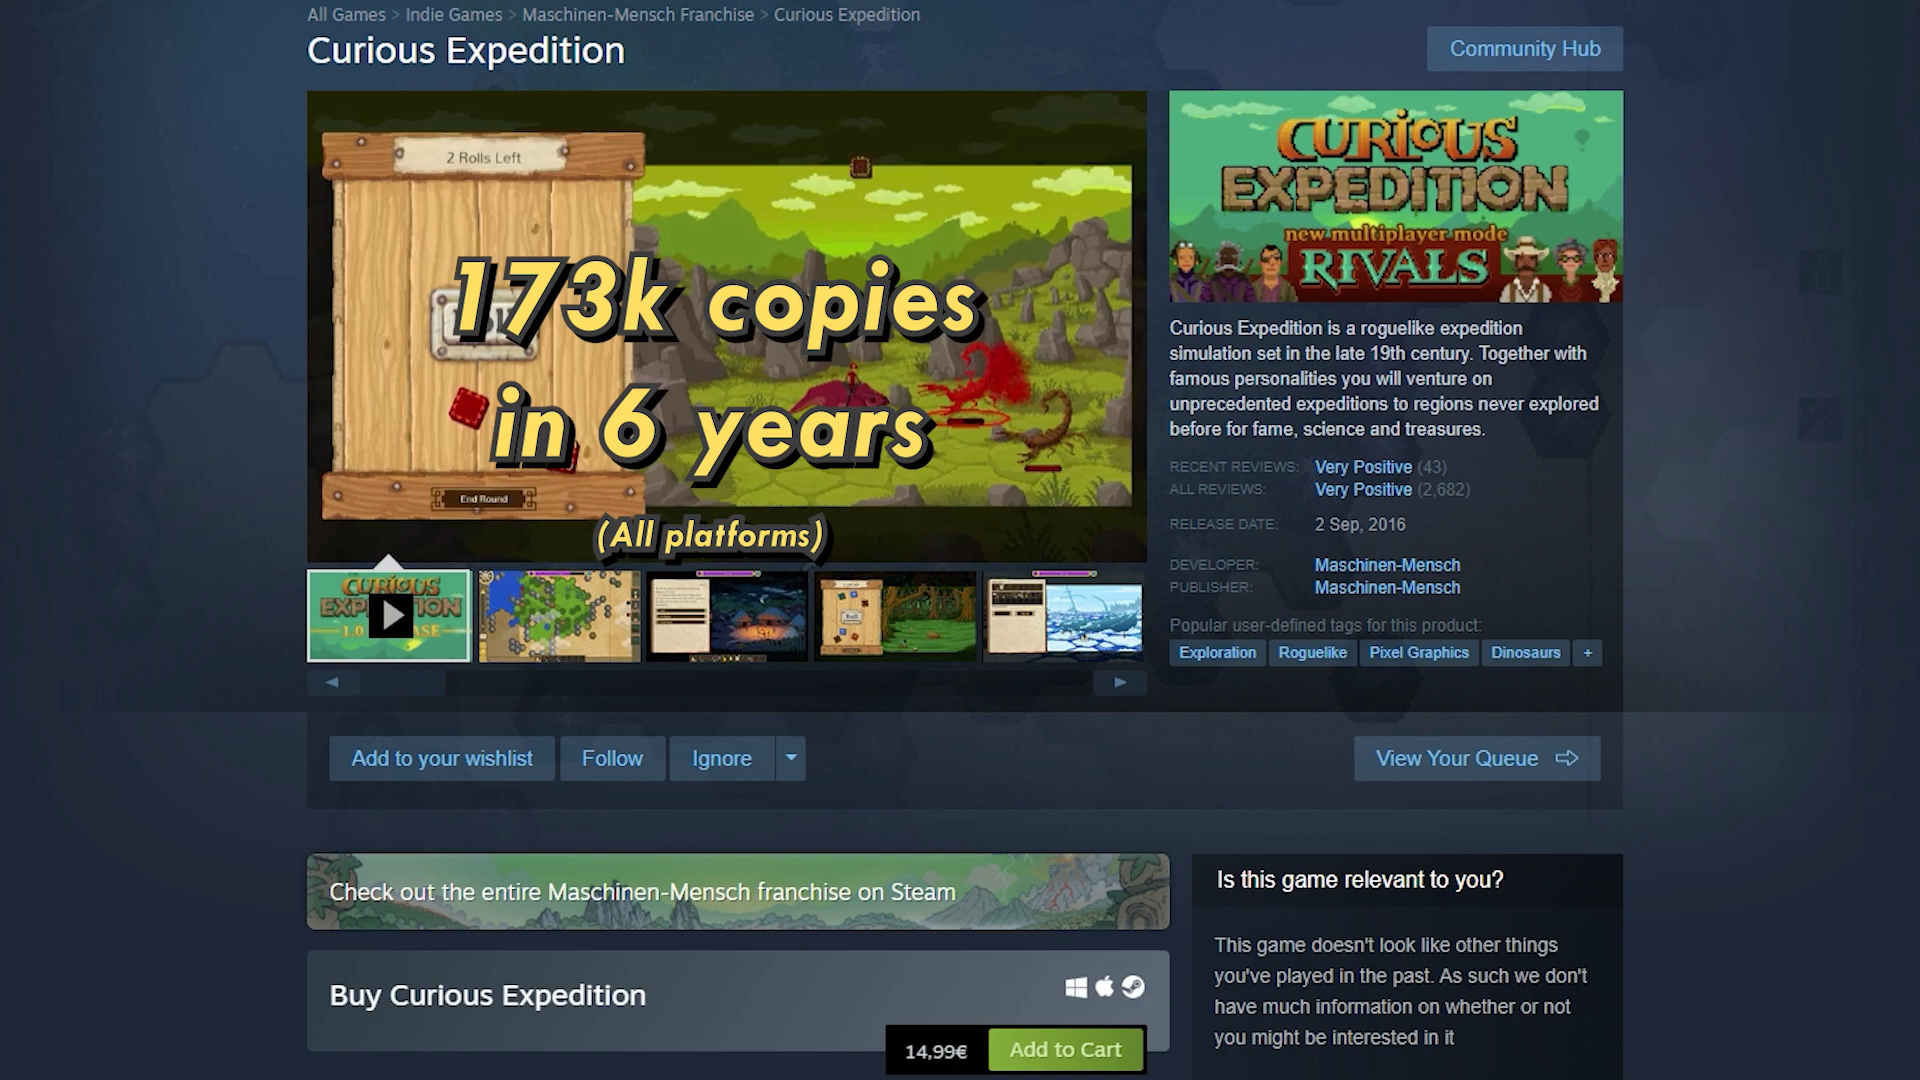 All Games > Indie Games > Maschinen-Mensch Franchise > Curious Expedition
Curious Expedition
Community Hub
2 Rolls Left
173k copies
in 6 years
End Round
(All platforms)
CURIOUS
EXPEDITION
new multiplayer mode
RIVALS
Curious Expedition is a roguelike expedition
simulation set in the late 19th century. Together with
famous personalities you will venture on
unprecedented expeditions to regions never explored
before for fame, science and treasures.
RECENT REVIEWS: Very Positive (43)
ALL REVIEWS: Very Positive (2,682)
RELEASE DATE: 2 Sep, 2016
DEVELOPER: Maschinen-Mensch
PUBLISHER: Maschinen-Mensch
Popular user-defined tags for this product:
Exploration Roguelike Pixel Graphics Dinosaurs +
CURIOUS
Add to your wishlist Follow Ignore
View Your Queue
Check out the entire Maschinen-Mensch franchise on Steam
Buy Curious Expedition
14,99€ Add to Cart
Is this game relevant to you?
This game doesn't look like other things
you've played in the past. As such we don't
have much information on whether or not
you might be interested in it